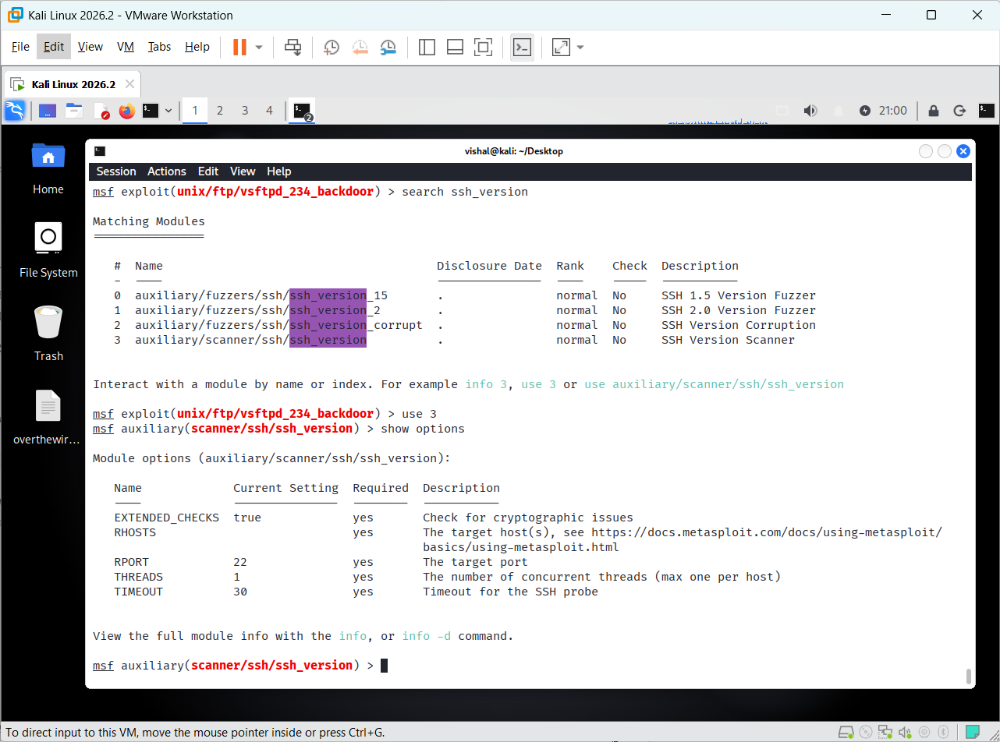 Kali Linux 2026.2 - VMware Workstation
File Edit View VM Tabs Help
Kali Linux 2026.2
1 2 3 4 2 21:00
vishal@kali: ~/Desktop
Session Actions Edit View Help
Home
File System
Trash
overthewir...
msf exploit(unix/ftp/vsftpd_234_backdoor) > search ssh_version
Matching Modules
================
# Name Disclosure Date Rank Check Description
- ---- --------------- ---- ----- -----------
0 auxiliary/fuzzers/ssh/ssh_version_15 . normal No SSH 1.5 Version Fuzzer
1 auxiliary/fuzzers/ssh/ssh_version_2 . normal No SSH 2.0 Version Fuzzer
2 auxiliary/fuzzers/ssh/ssh_version_corrupt . normal No SSH Version Corruption
3 auxiliary/scanner/ssh/ssh_version . normal No SSH Version Scanner
Interact with a module by name or index. For example info 3, use 3 or use auxiliary/scanner/ssh/ssh_version
msf exploit(unix/ftp/vsftpd_234_backdoor) > use 3
msf auxiliary(scanner/ssh/ssh_version) > show options
Module options (auxiliary/scanner/ssh/ssh_version):
Name Current Setting Required Description
---- --------------- -------- -----------
EXTENDED_CHECKS true yes Check for cryptographic issues
RHOSTS yes The target host(s), see https://docs.metasploit.com/docs/using-metasploit/
basics/using-metasploit.html
RPORT 22 yes The target port
THREADS 1 yes The number of concurrent threads (max one per host)
TIMEOUT 30 yes Timeout for the SSH probe
View the full module info with the info, or info -d command.
msf auxiliary(scanner/ssh/ssh_version) >
To direct input to this VM, move the mouse pointer inside or press Ctrl+G.